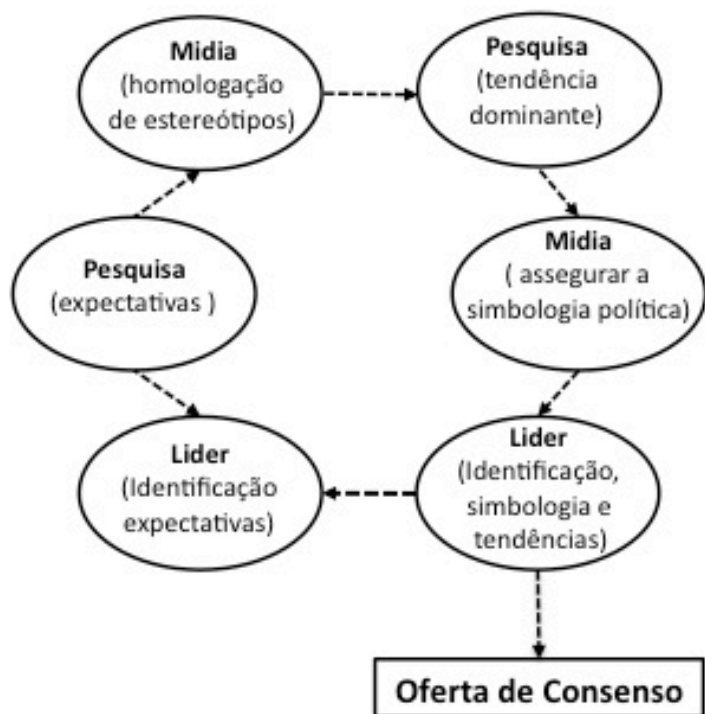 Midia
(homologação
de estereótipos)
Pesquisa
(tendência
dominante)
Pesquisa
(expectativas )
Midia
( assegurar a
simbologia política)
Lider
(Identificação
expectativas)
Lider
(Identificação,
simbologia e
tendências)
Oferta de Consenso